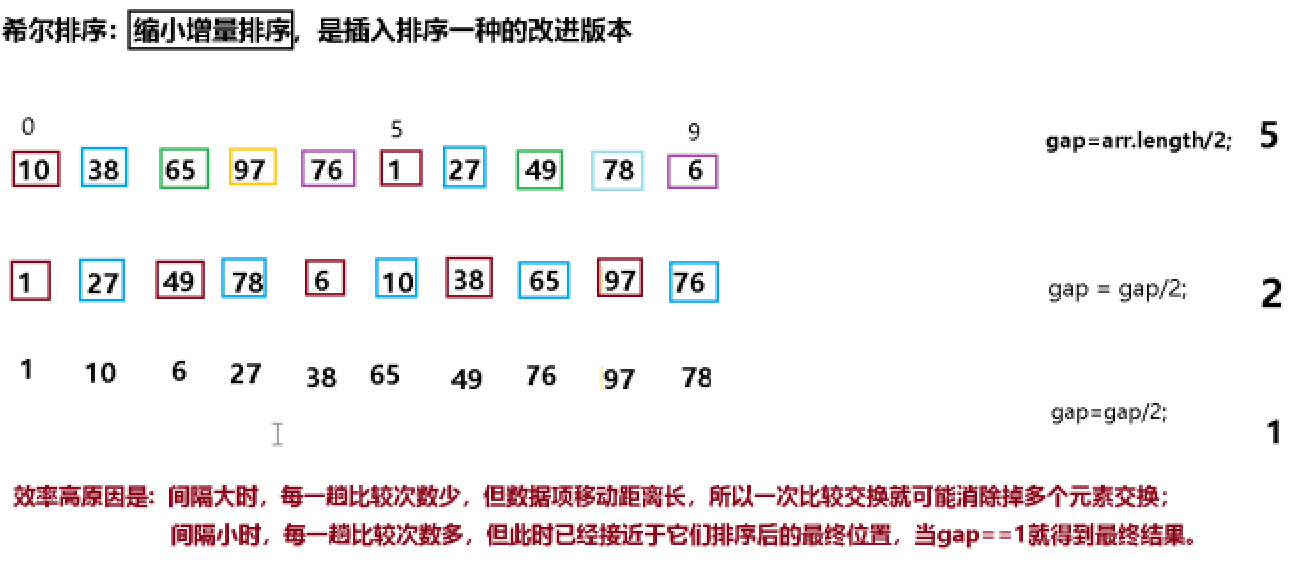 希尔排序：缩小增量排序，是插入排序一种的改进版本
0 5 9
10 38 65 97 76 1 27 49 78 6
gap=arr.length/2; 5
1 27 49 78 6 10 38 65 97 76
gap = gap/2; 2
1 10 6 27 38 65 49 76 97 78
gap=gap/2; 1
效率高原因是：间隔大时，每一趟比较次数少，但数据项移动距离长，所以一次比较交换就可能消除掉多个元素交换；
间隔小时，每一趟比较次数多，但此时已经接近于它们排序后的最终位置，当gap==1就得到最终结果。